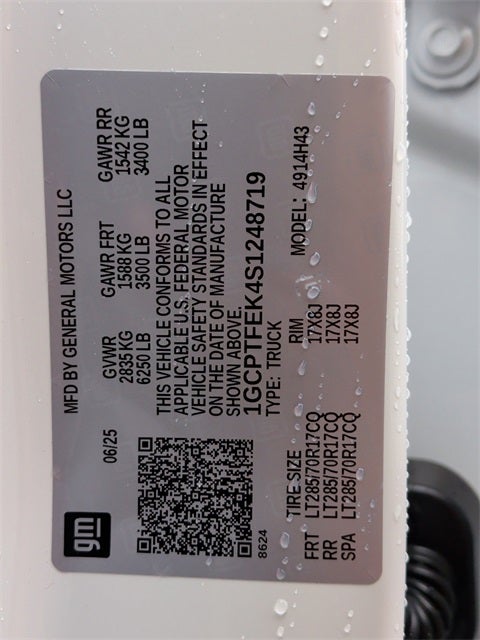 gm
MFD BY GENERAL MOTORS LLC
06/25
GVWR GAWR FRT GAWR RR
2835 KG 1588 KG 1542 KG
6250 LB 3500 LB 3400 LB
THIS VEHICLE CONFORMS TO ALL
APPLICABLE U.S. FEDERAL MOTOR
VEHICLE SAFETY STANDARDS IN EFFECT
ON THE DATE OF MANUFACTURE
SHOWN ABOVE.
1GCPTFEK4S1248719
8624
TYPE: TRUCK MODEL: 4914H43
TIRE SIZE RIM
FRT LT285/70R17CQ 17X8J
RR LT285/70R17CQ 17X8J
SPA LT285/70R17CQ 17X8J